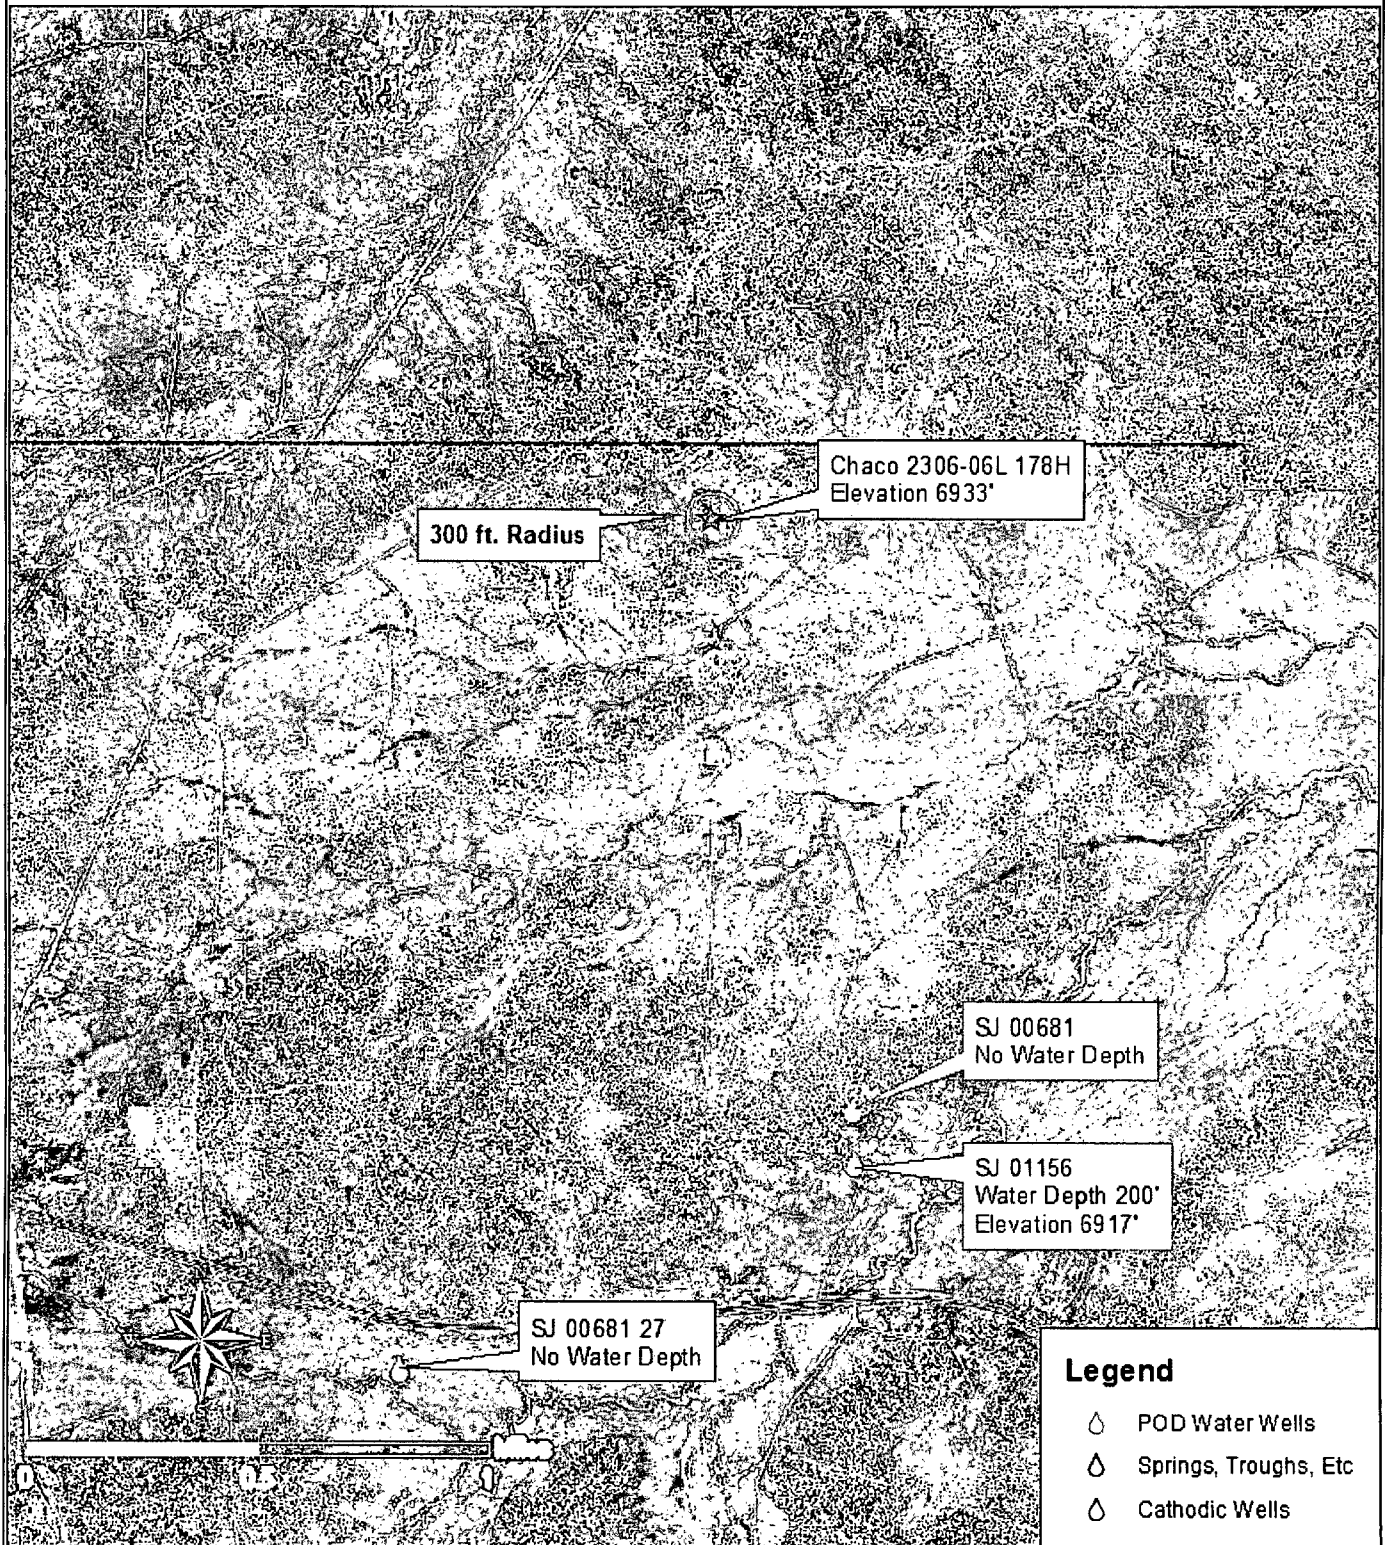 Chaco 2306-06L 178H
Elevation 6933'
300 ft. Radius
SJ 00681
No Water Depth
SJ 01156
Water Depth 200'
Elevation 6917'
SJ 00681 27
No Water Depth
0 0.5 1
Legend
POD Water Wells
Springs, Troughs, Etc
Cathodic Wells